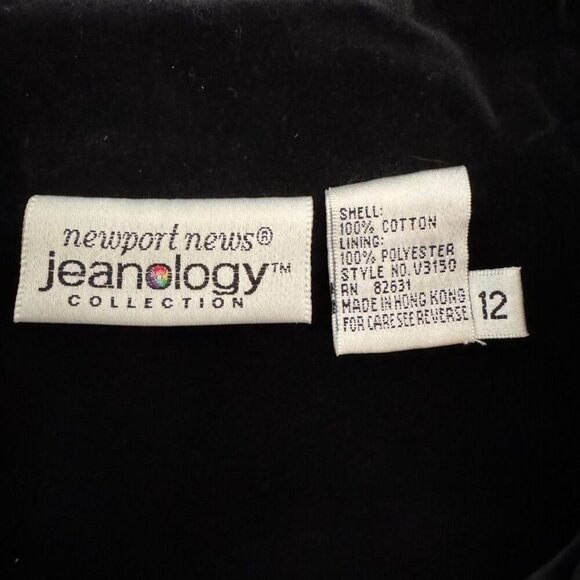 newport news®
jeanology™
COLLECTION
SHELL:
100% COTTON
LINING:
100% POLYESTER
STYLE NO. V3130
RN 82631
MADE IN HONG KONG
FOR CARE SEE REVERSE
12